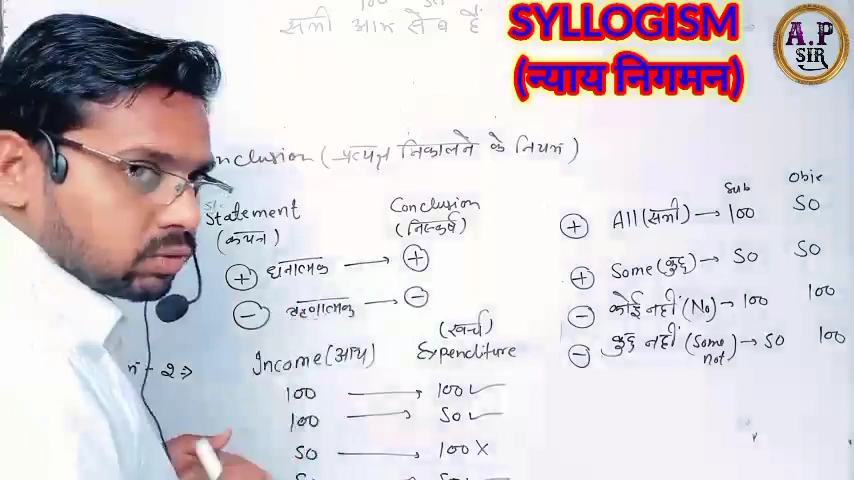 SYLLOGISM
(न्याय निगमन)
A.P
SIR
सभी आम सेब हैं
nclusion (प्रत्यक्ष निकालने के नियम)
Statement
(कथन)
Conclusion
(निष्कर्ष)
+ धनात्मक → +
- ऋणात्मक → -
n - 2 ⇒
Income (आय)
(खर्च)
Expenditure
100 → 100 ✓
100 → 50 ✓
50 → 100 X
Sub Obje
+ All (सभी) → 100 50
+ Some (कुछ) → 50 50
- कोई नहीं (No) → 100 100
- कुछ नहीं (Some not) → 50 100